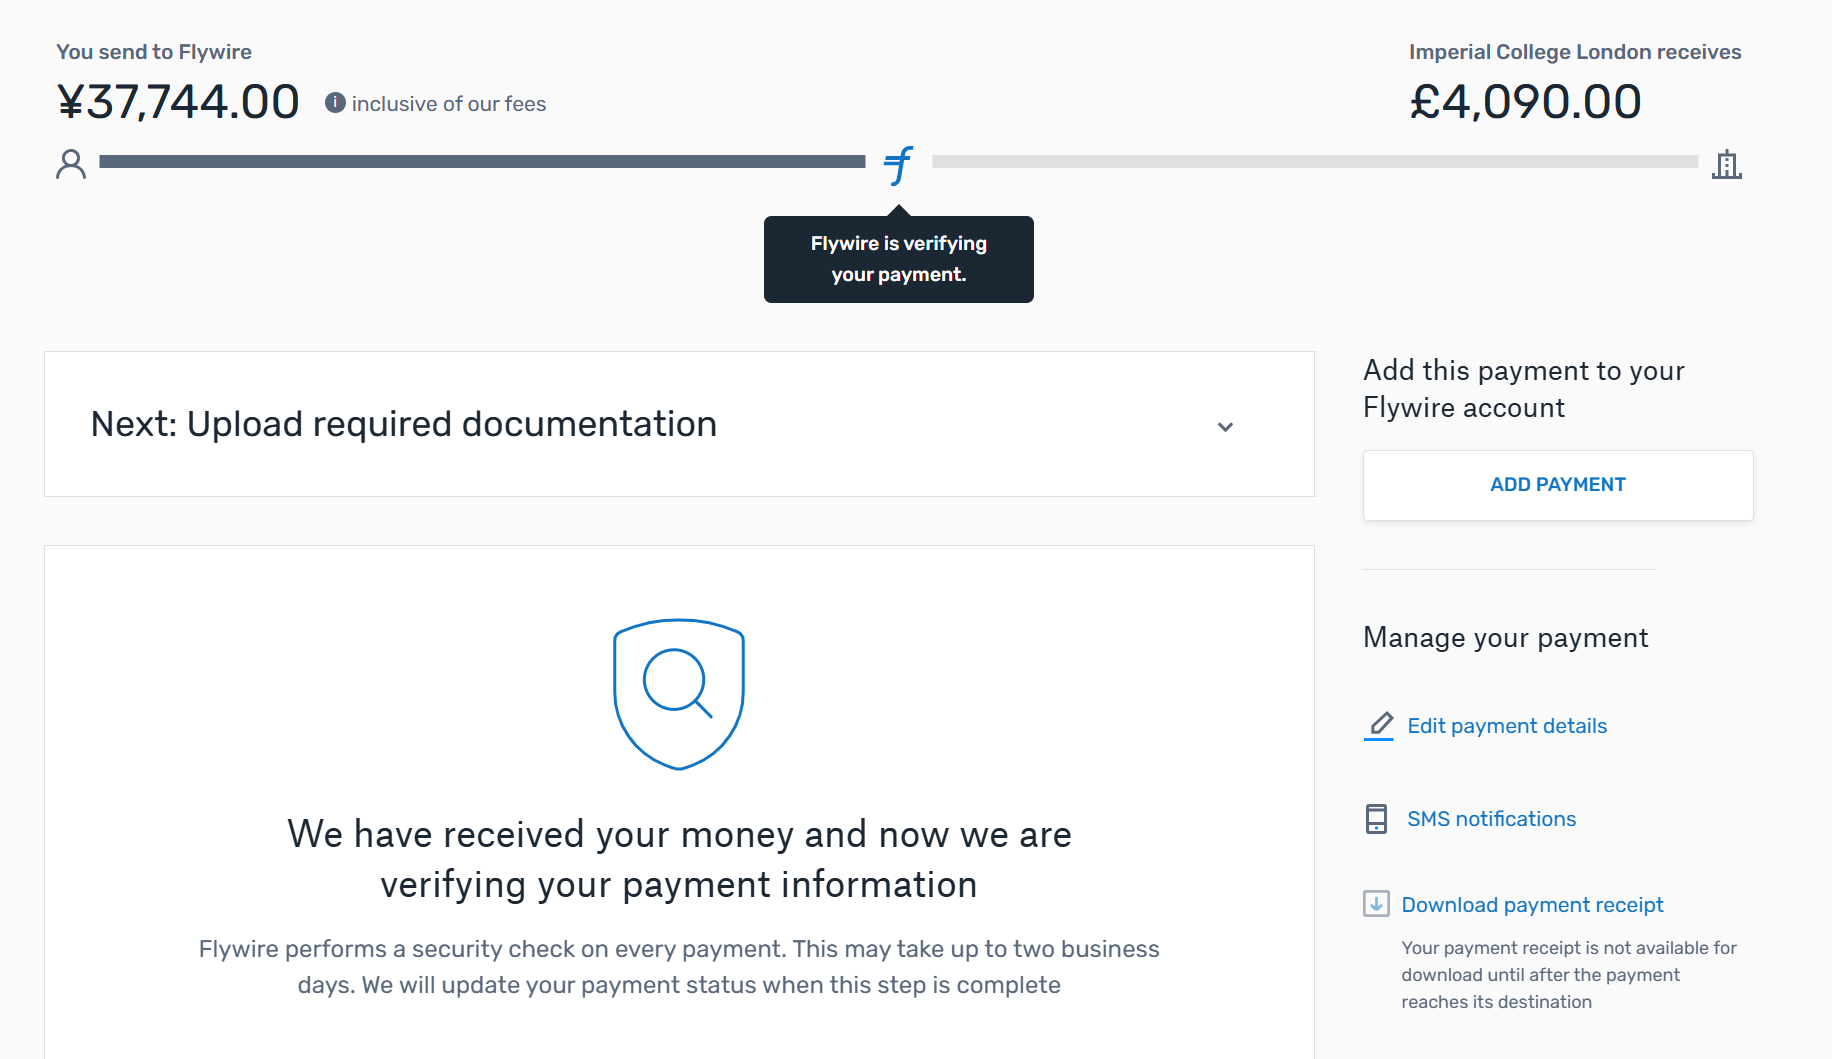 You send to Flywire
¥37,744.00
inclusive of our fees
Imperial College London receives
£4,090.00
Flywire is verifying
your payment.
Next: Upload required documentation
We have received your money and now we are
verifying your payment information
Flywire performs a security check on every payment. This may take up to two business
days. We will update your payment status when this step is complete
Add this payment to your
Flywire account
ADD PAYMENT
Manage your payment
Edit payment details
SMS notifications
Download payment receipt
Your payment receipt is not available for
download until after the payment
reaches its destination